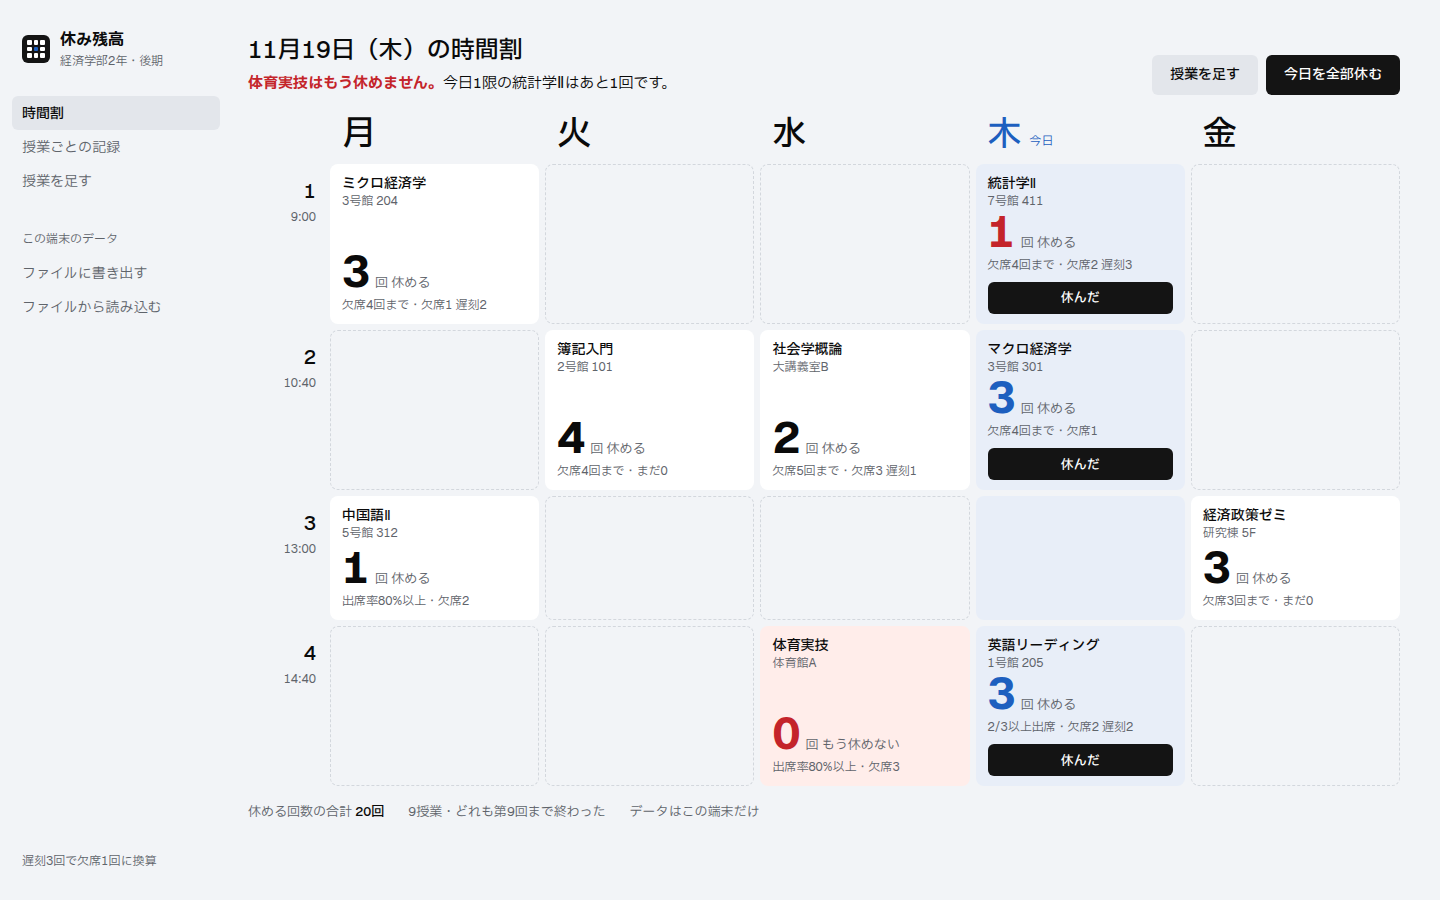 休み残高
経済学部2年・後期
時間割
授業ごとの記録
授業を足す
この端末のデータ
ファイルに書き出す
ファイルから読み込む
遅刻3回で欠席1回に換算
11月19日（木）の時間割
体育実技はもう休めません。今日1限の統計学Ⅱはあと1回です。
授業を足す
今日を全部休む
月
火
水
木 今日
金
1
9:00
ミクロ経済学
3号館 204
3 回 休める
欠席4回まで・欠席1 遅刻2
統計学Ⅱ
7号館 411
1 回 休める
欠席4回まで・欠席2 遅刻3
休んだ
2
10:40
簿記入門
2号館 101
4 回 休める
欠席4回まで・まだ0
社会学概論
大講義室B
2 回 休める
欠席5回まで・欠席3 遅刻1
マクロ経済学
3号館 301
3 回 休める
欠席4回まで・欠席1
休んだ
3
13:00
中国語Ⅱ
5号館 312
1 回 休める
出席率80%以上・欠席2
経済政策ゼミ
研究棟 5F
3 回 休める
欠席3回まで・まだ0
4
14:40
体育実技
体育館A
0 回 もう休めない
出席率80%以上・欠席3
英語リーディング
1号館 205
3 回 休める
2/3以上出席・欠席2 遅刻2
休んだ
休める回数の合計 20回
9授業・どれも第9回まで終わった
データはこの端末だけ